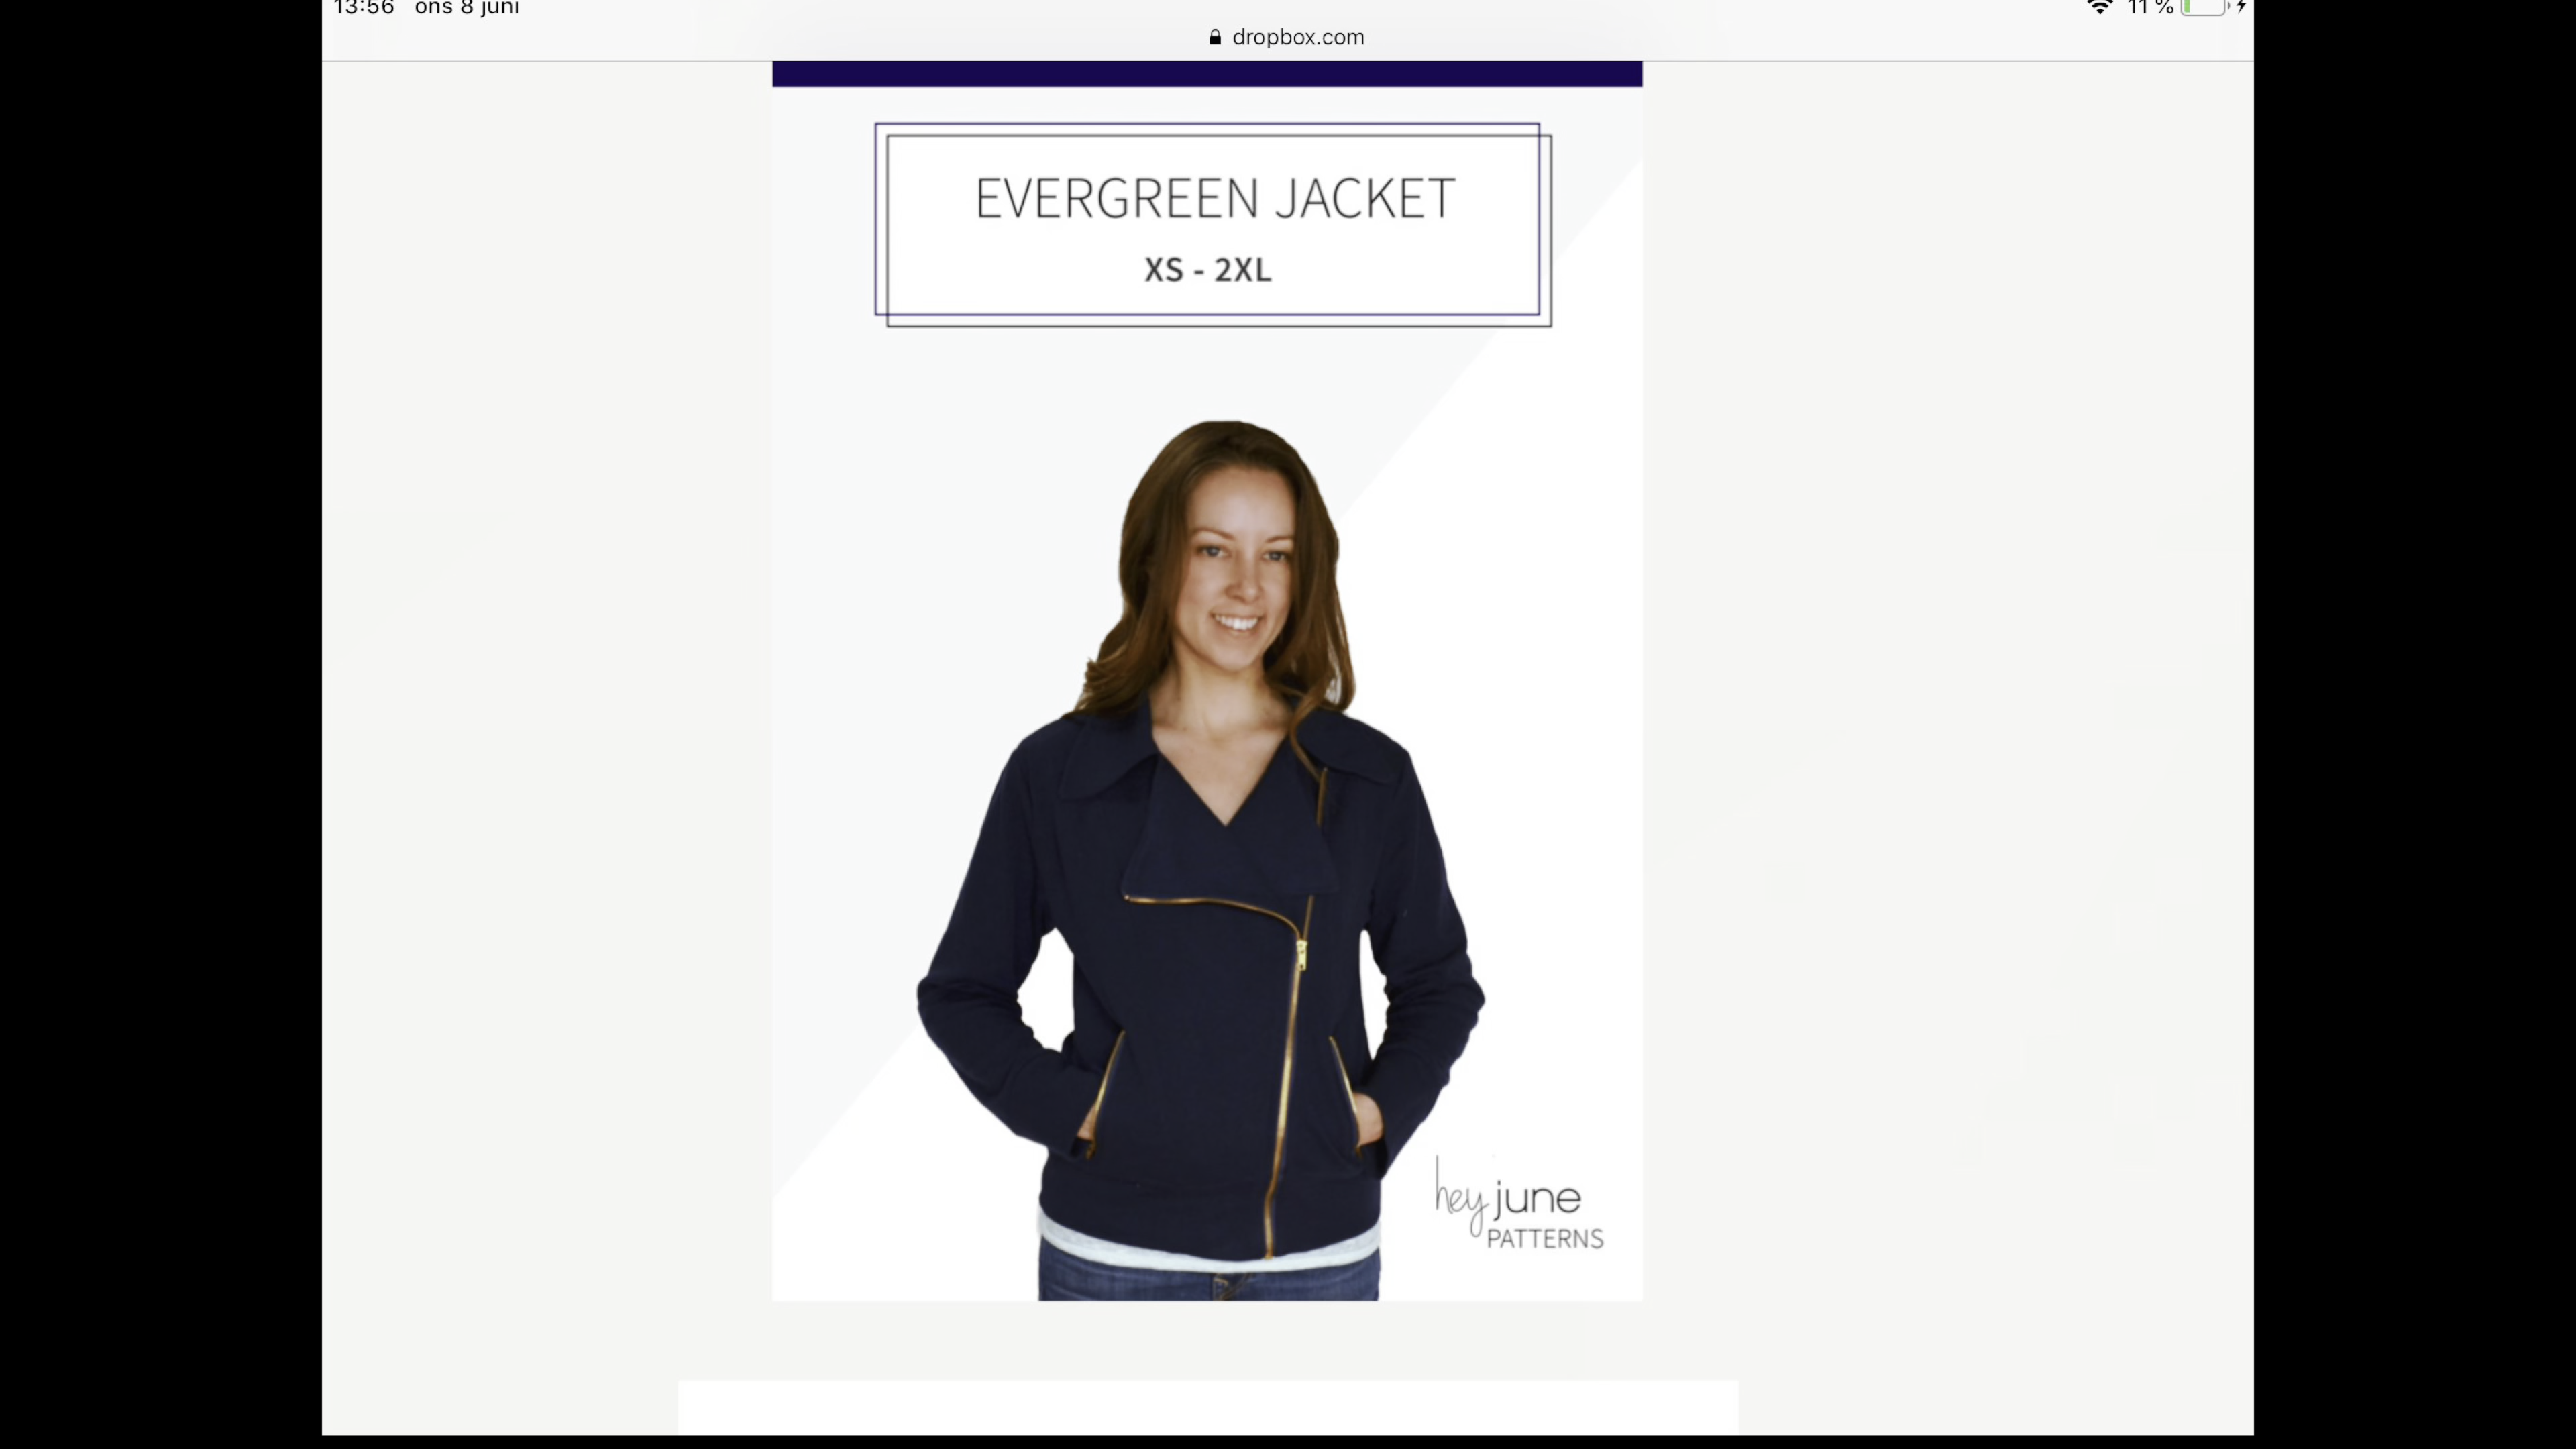 13:56 ons 8 juni
11 %
dropbox.com
EVERGREEN JACKET
XS - 2XL
hey june
PATTERNS